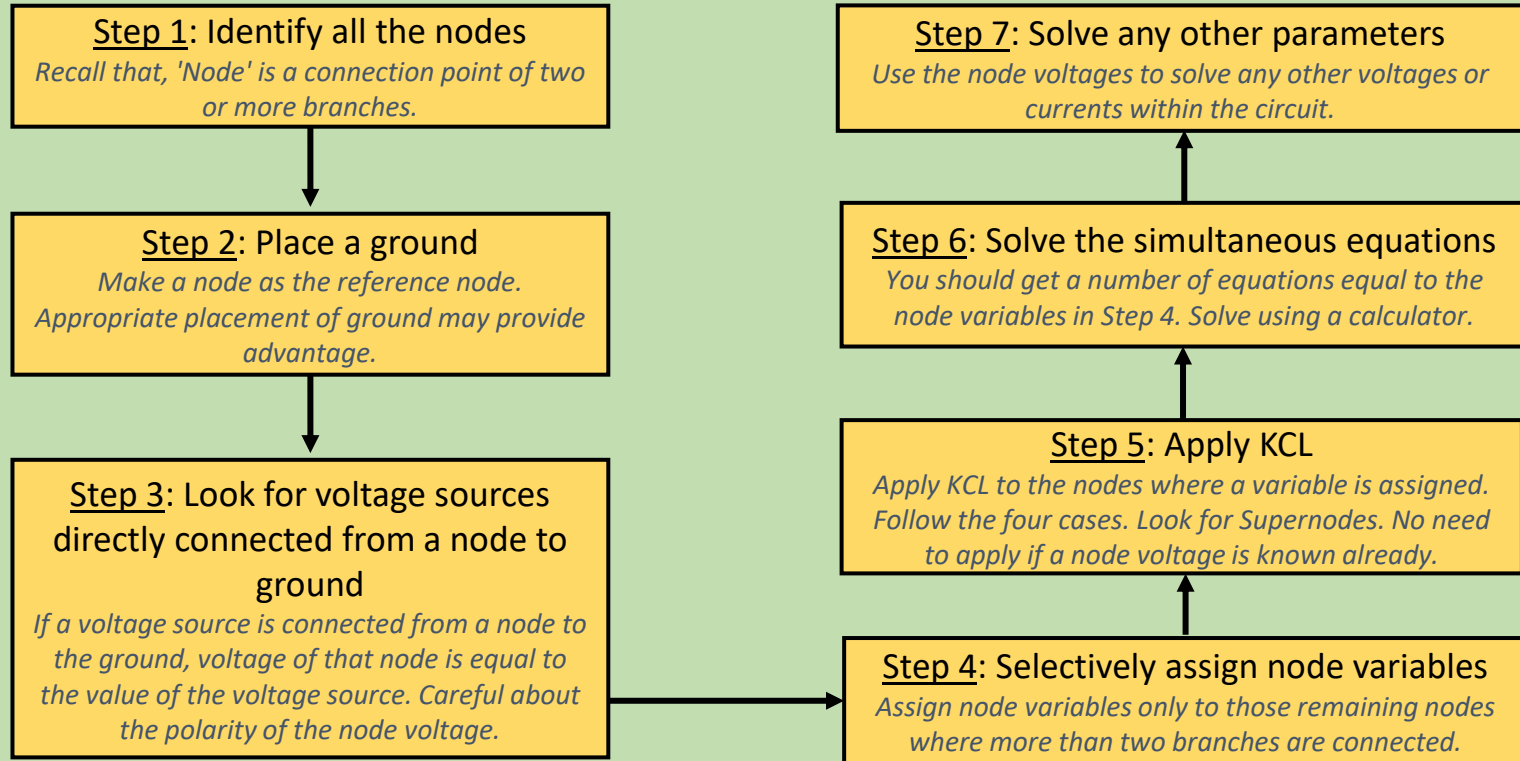 Step 1: Identify all the nodes
Recall that, 'Node' is a connection point of two
or more branches.
Step 2: Place a ground
Make a node as the reference node.
Appropriate placement of ground may provide
advantage.
Step 3: Look for voltage sources
directly connected from a node to
ground
If a voltage source is connected from a node to
the ground, voltage of that node is equal to
the value of the voltage source. Careful about
the polarity of the node voltage.
Step 4: Selectively assign node variables
Assign node variables only to those remaining nodes
where more than two branches are connected.
Step 5: Apply KCL
Apply KCL to the nodes where a variable is assigned.
Follow the four cases. Look for Supernodes. No need
to apply if a node voltage is known already.
Step 6: Solve the simultaneous equations
You should get a number of equations equal to the
node variables in Step 4. Solve using a calculator.
Step 7: Solve any other parameters
Use the node voltages to solve any other voltages or
currents within the circuit.